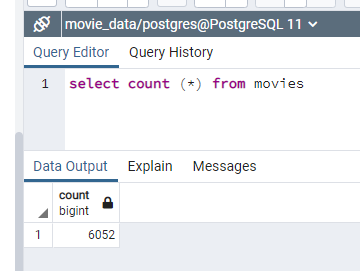 movie_data/postgres@PostgreSQL 11
Query Editor Query History
1 select count (*) from movies
Data Output Explain Messages
count
bigint
1 6052